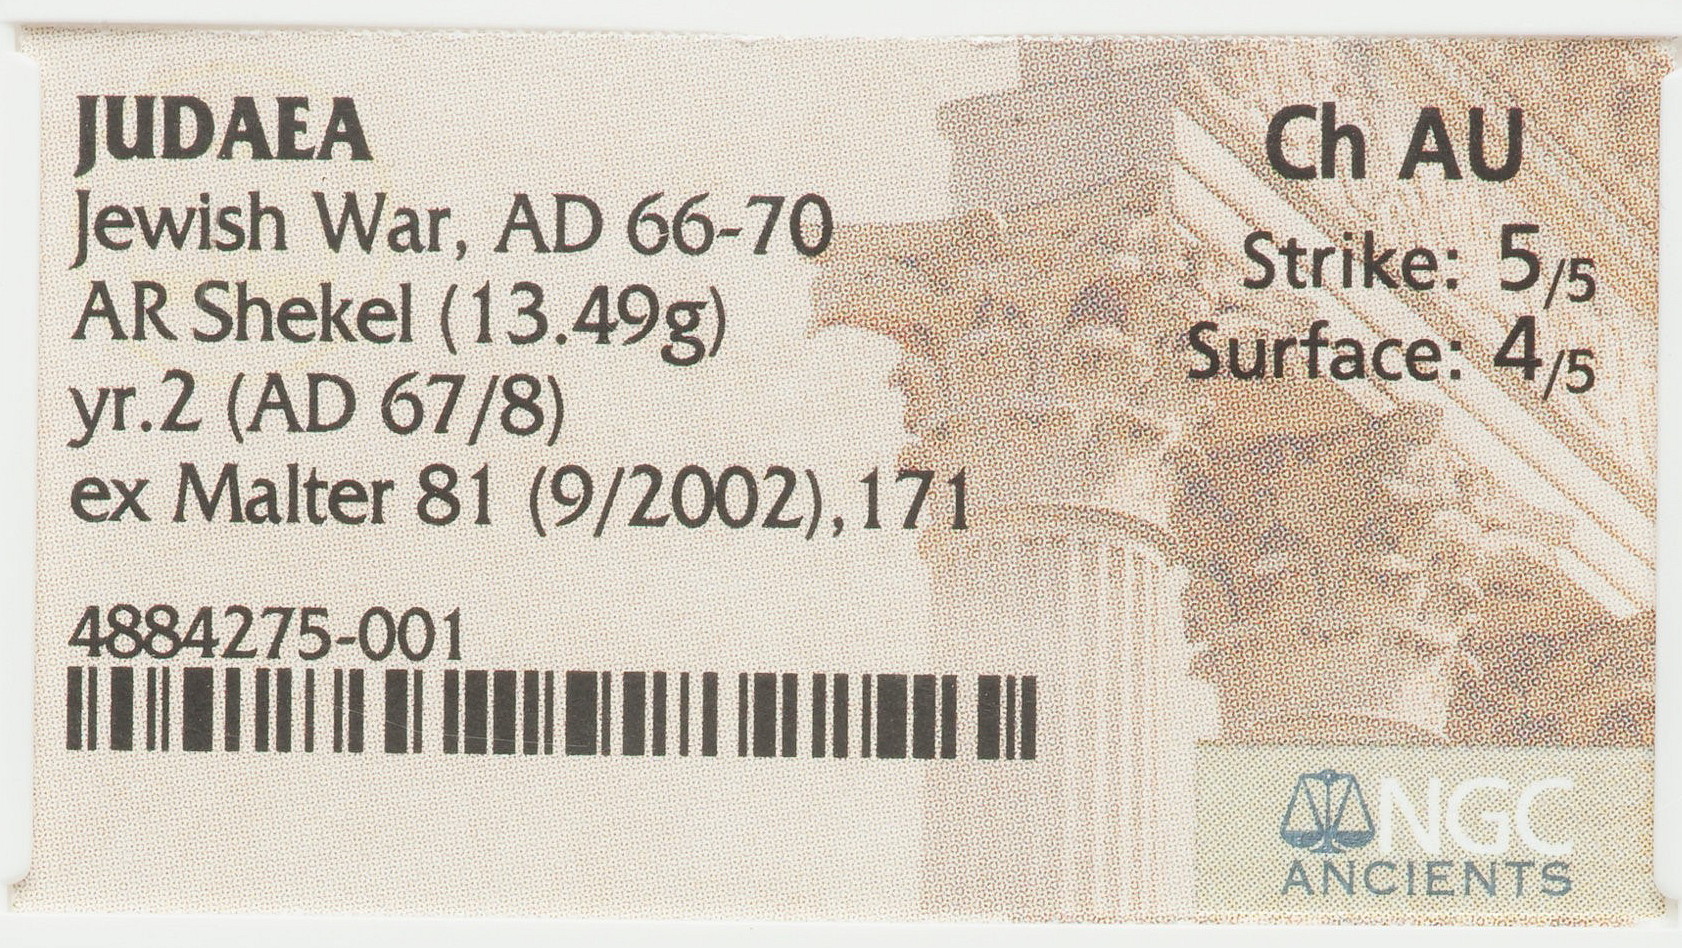 JUDAEA
Jewish War, AD 66-70
AR Shekel (13.49g)
yr.2 (AD 67/8)
ex Malter 81 (9/2002),171
4884275-001
Ch AU
Strike: 5/5
Surface: 4/5
NGC
ANCIENTS